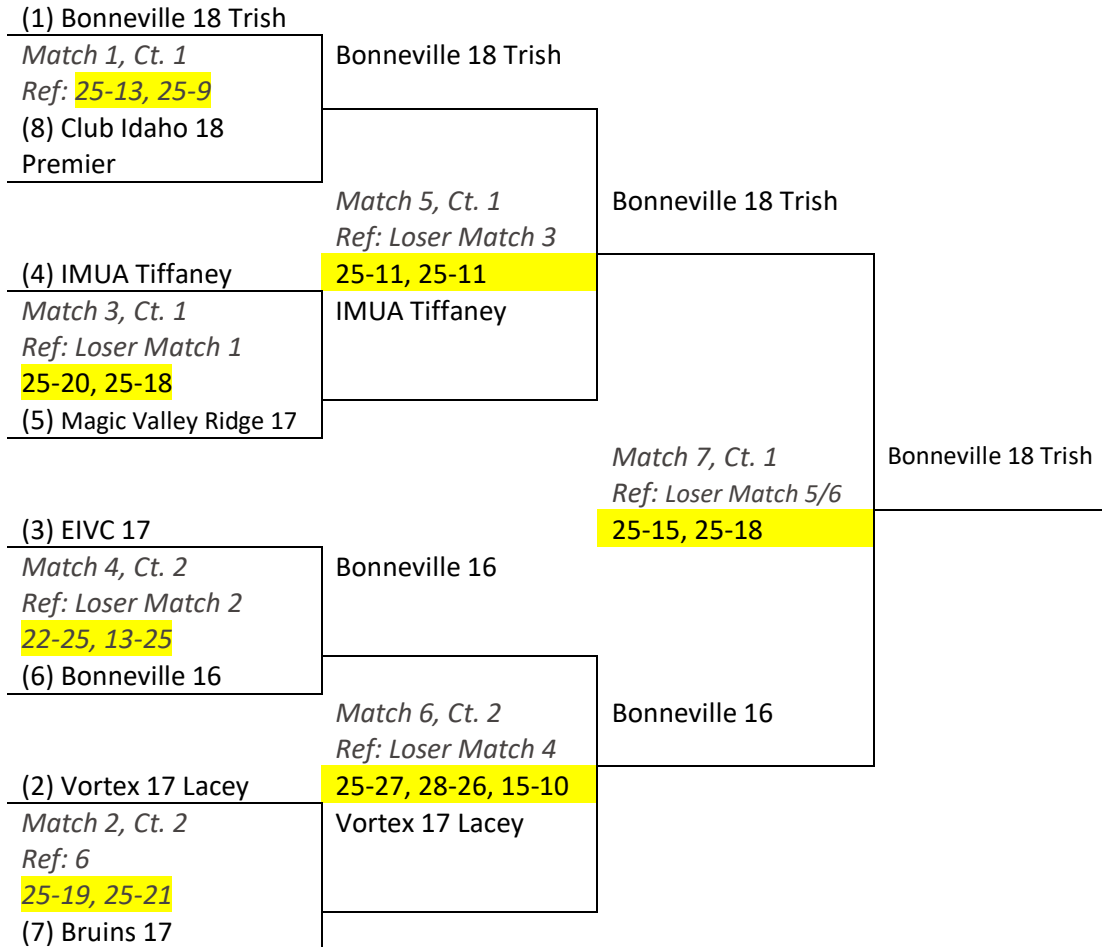 (1) Bonneville 18 Trish
Match 1, Ct. 1
Bonneville 18 Trish
Ref: 25-13, 25-9
(8) Club Idaho 18
Premier
Match 5, Ct. 1
Bonneville 18 Trish
Ref: Loser Match 3
(4) IMUA Tiffaney
25-11, 25-11
Match 3, Ct. 1
IMUA Tiffaney
Ref: Loser Match 1
25-20, 25-18
(5) Magic Valley Ridge 17
Match 7, Ct. 1
Bonneville 18 Trish
Ref: Loser Match 5/6
(3) EIVC 17
25-15, 25-18
Match 4, Ct. 2
Bonneville 16
Ref: Loser Match 2
22-25, 13-25
(6) Bonneville 16
Match 6, Ct. 2
Bonneville 16
Ref: Loser Match 4
(2) Vortex 17 Lacey
25-27, 28-26, 15-10
Match 2, Ct. 2
Vortex 17 Lacey
Ref: 6
25-19, 25-21
(7) Bruins 17